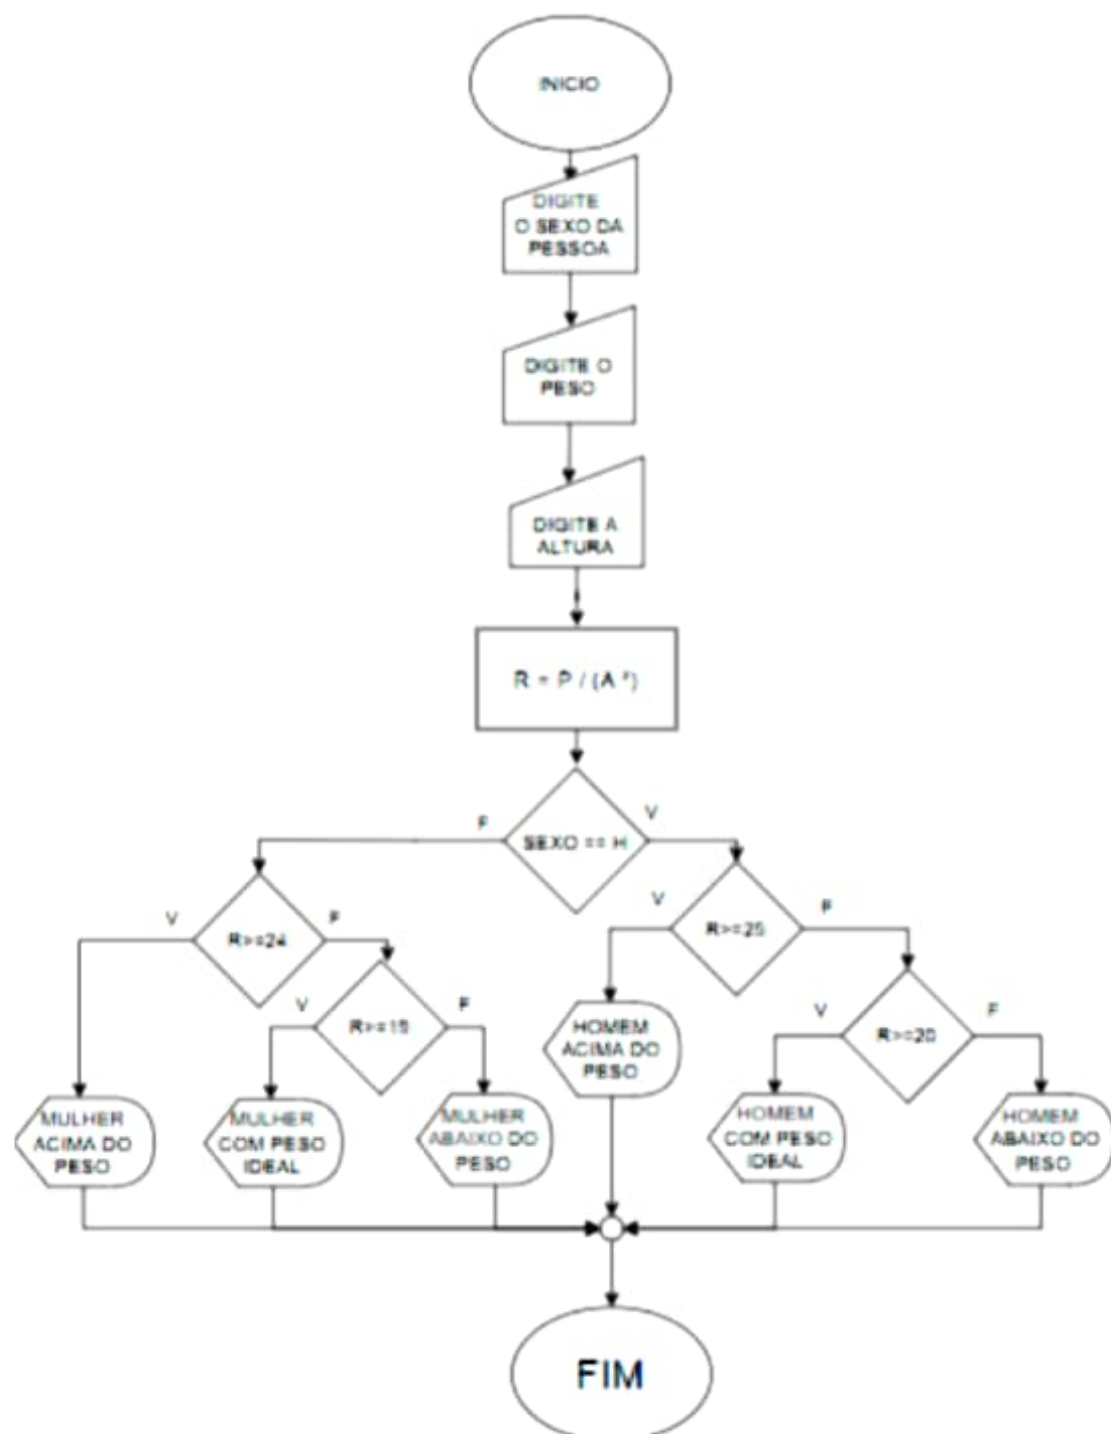 INICIO
DIGITE
O SEXO DA
PESSOA
DIGITE O
PESO
DIGITE A
ALTURA
R = P / (A ²)
F
V
SEXO == H
V
R>=24
F
V
R>=25
F
V
R>=19
F
V
R>=20
F
HOMEM
ACIMA DO
PESO
MULHER
ACIMA DO
PESO
MULHER
COM PESO
IDEAL
MULHER
ABAIXO DO
PESO
HOMEM
COM PESO
IDEAL
HOMEM
ABAIXO DO
PESO
FIM